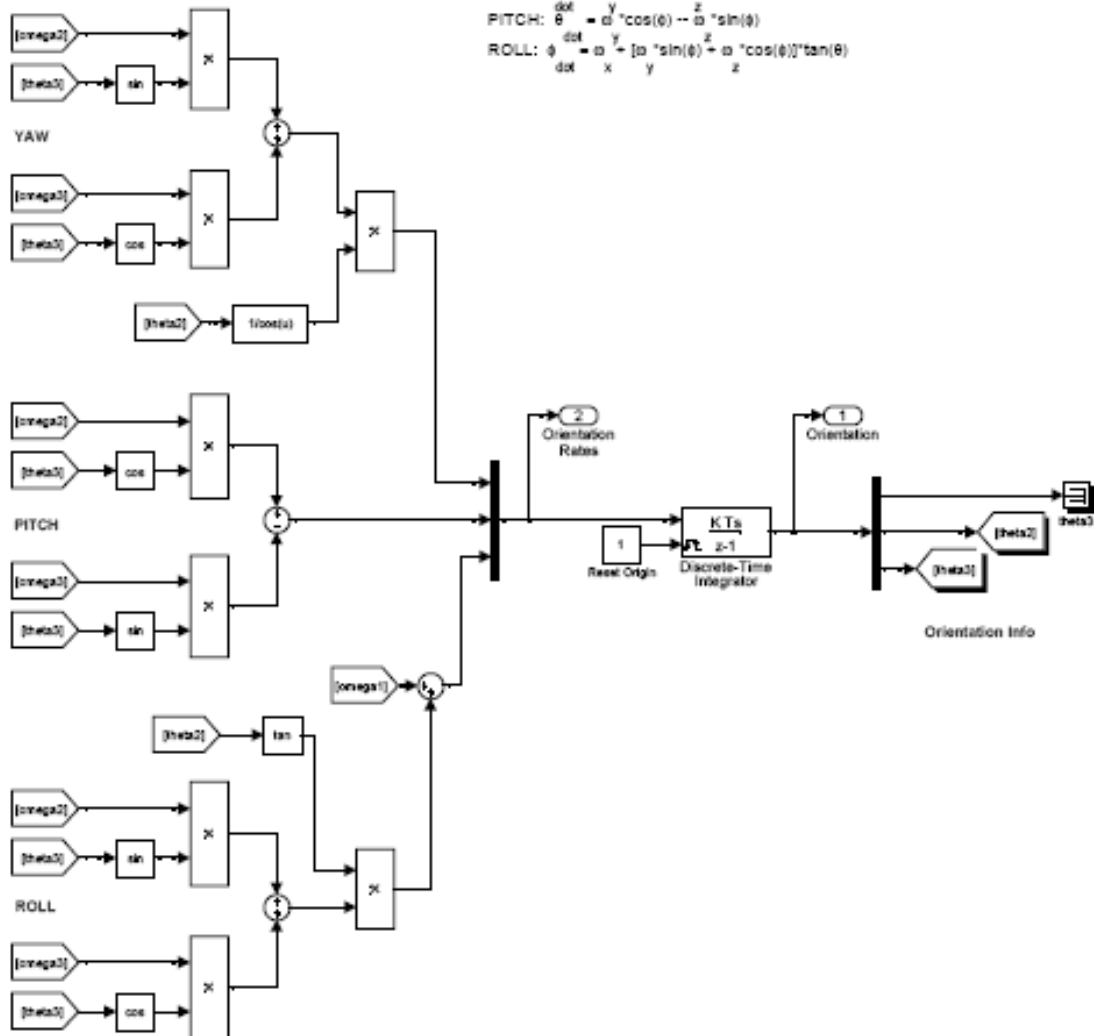 dot y z
PITCH: θ = ω *cos(ϕ) -- ω *sin(ϕ)
dot y z
ROLL: ϕ = ω + [ω *sin(ϕ) + ω *cos(ϕ)]*tan(θ)
dot x y z
[omega2]
×
[theta3]
sin
YAW
+
+
[omega3]
×
[theta3]
cos
×
[theta2]
1/cos(u)
[omega2]
×
[theta3]
cos
PITCH
+
−
[omega3]
×
[theta3]
sin
2
Orientation
Rates
1
Orientation
1
Reset Origin
K Ts
z-1
Discrete-Time
Integrator
theta3
[theta2]
[theta3]
Orientation Info
[omega1]
+
+
[theta2]
tan
[omega2]
×
[theta3]
sin
ROLL
+
+
×
[omega3]
×
[theta3]
cos